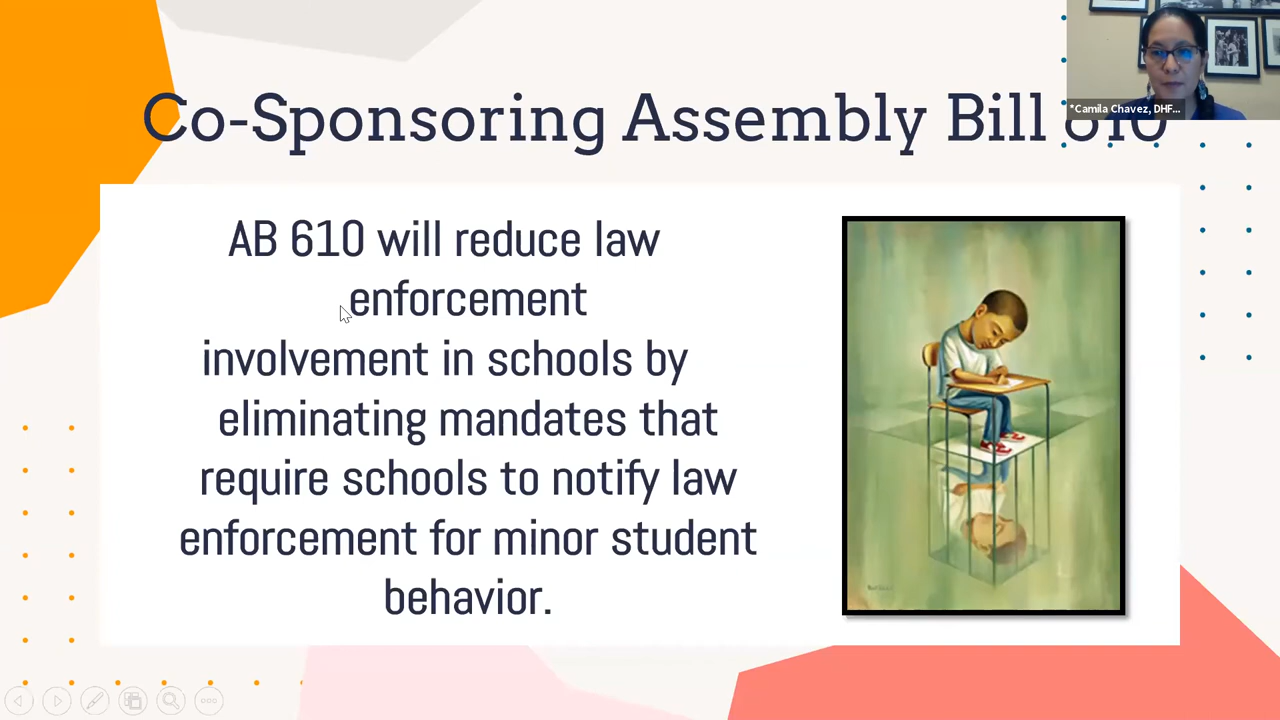 Co-Sponsoring Assembly Bill 610
*Camila Chavez, DHF...
AB 610 will reduce law
enforcement
involvement in schools by
eliminating mandates that
require schools to notify law
enforcement for minor student
behavior.